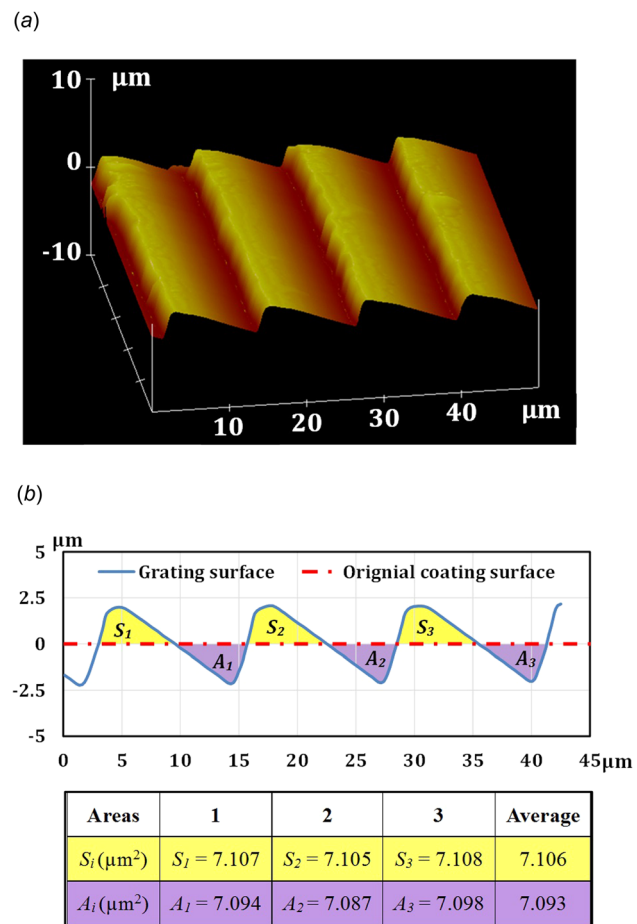 (a)
10 μm
0
-10
10 20 30 40 μm
(b)
μm
5
Grating surface Orignial coating surface
2.5
S1 S2 S3
0
A1 A2 A3
-2.5
-5
0 5 10 15 20 25 30 35 40 45 μm
Areas 1 2 3 Average
Si (μm²) S1 = 7.107 S2 = 7.105 S3 = 7.108 7.106
Ai (μm²) A1 = 7.094 A2 = 7.087 A3 = 7.098 7.093